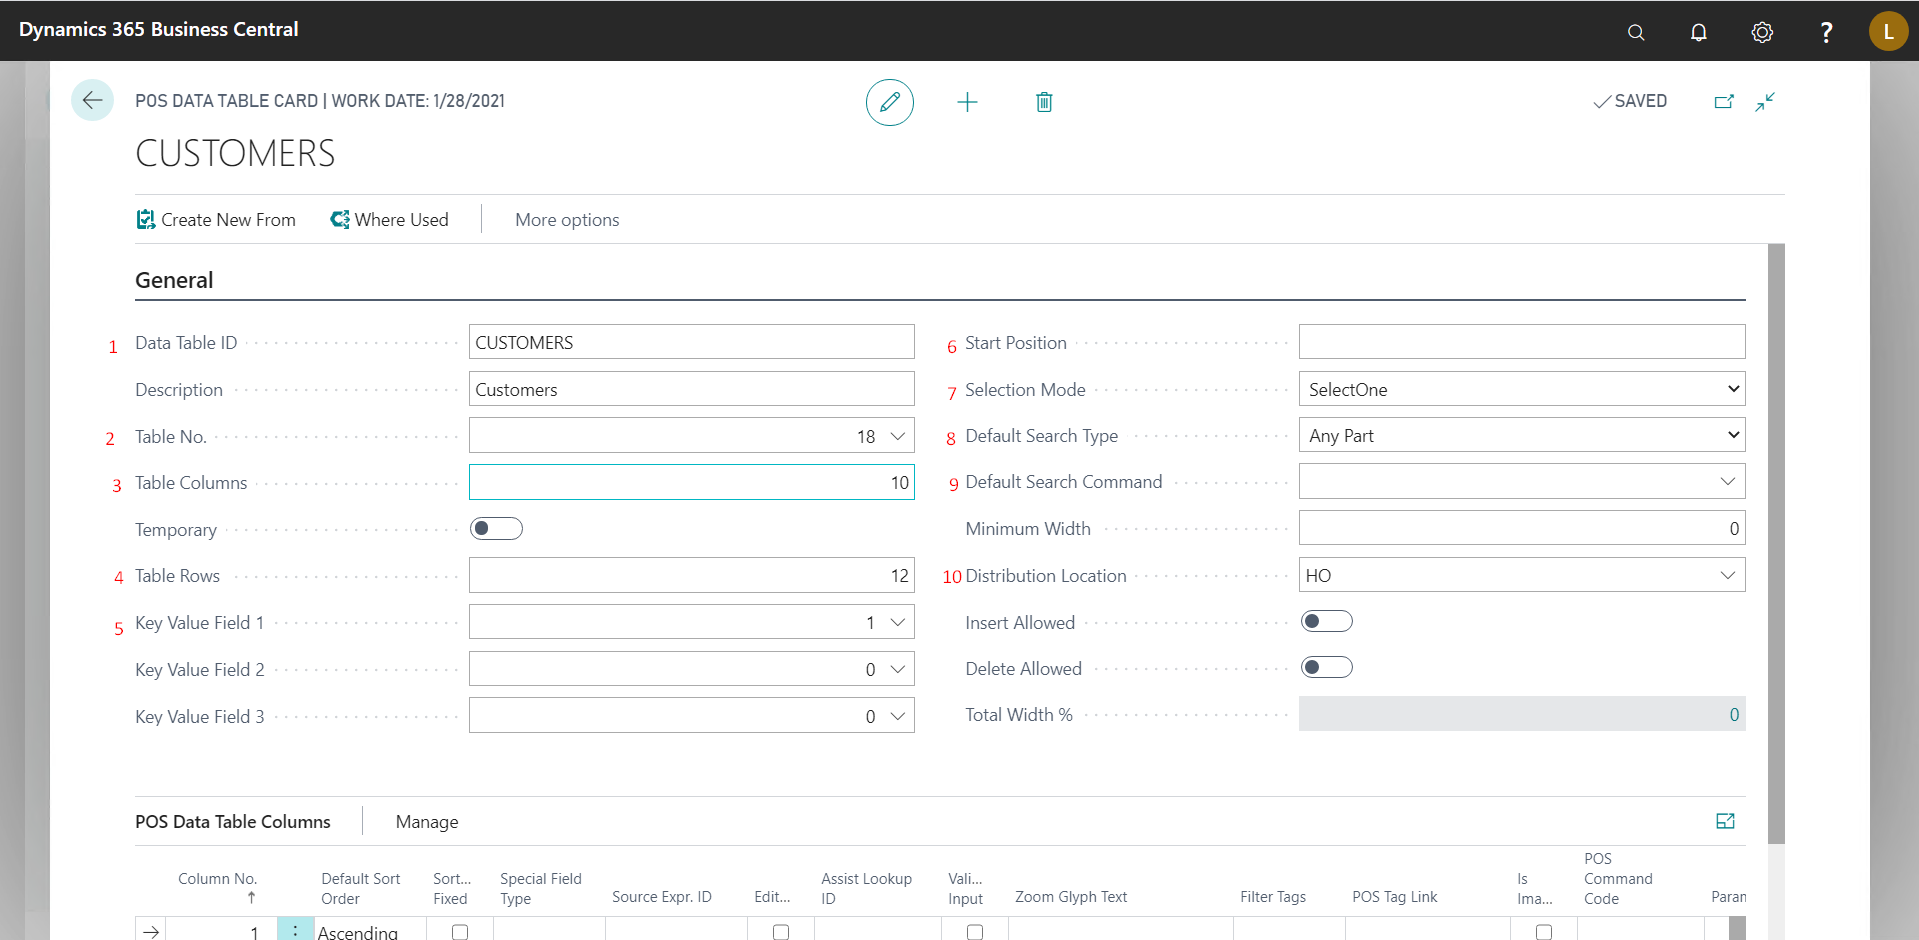 Dynamics 365 Business Central
?
L
POS DATA TABLE CARD | WORK DATE: 1/28/2021
SAVED
CUSTOMERS
Create New From
Where Used
More options
General
1 Data Table ID CUSTOMERS
Description Customers
2 Table No. 18
3 Table Columns 10
Temporary
4 Table Rows 12
5 Key Value Field 1 1
Key Value Field 2 0
Key Value Field 3 0
6 Start Position
7 Selection Mode SelectOne
8 Default Search Type Any Part
9 Default Search Command
Minimum Width 0
10 Distribution Location HO
Insert Allowed
Delete Allowed
Total Width % 0
POS Data Table Columns Manage
Column No.
Default Sort
Order
Sort...
Fixed
Special Field
Type
Source Expr. ID
Edit...
Assist Lookup
ID
Vali...
Input
Zoom Glyph Text
Filter Tags
POS Tag Link
Is
Ima...
POS
Command
Code
Param
1 Ascending